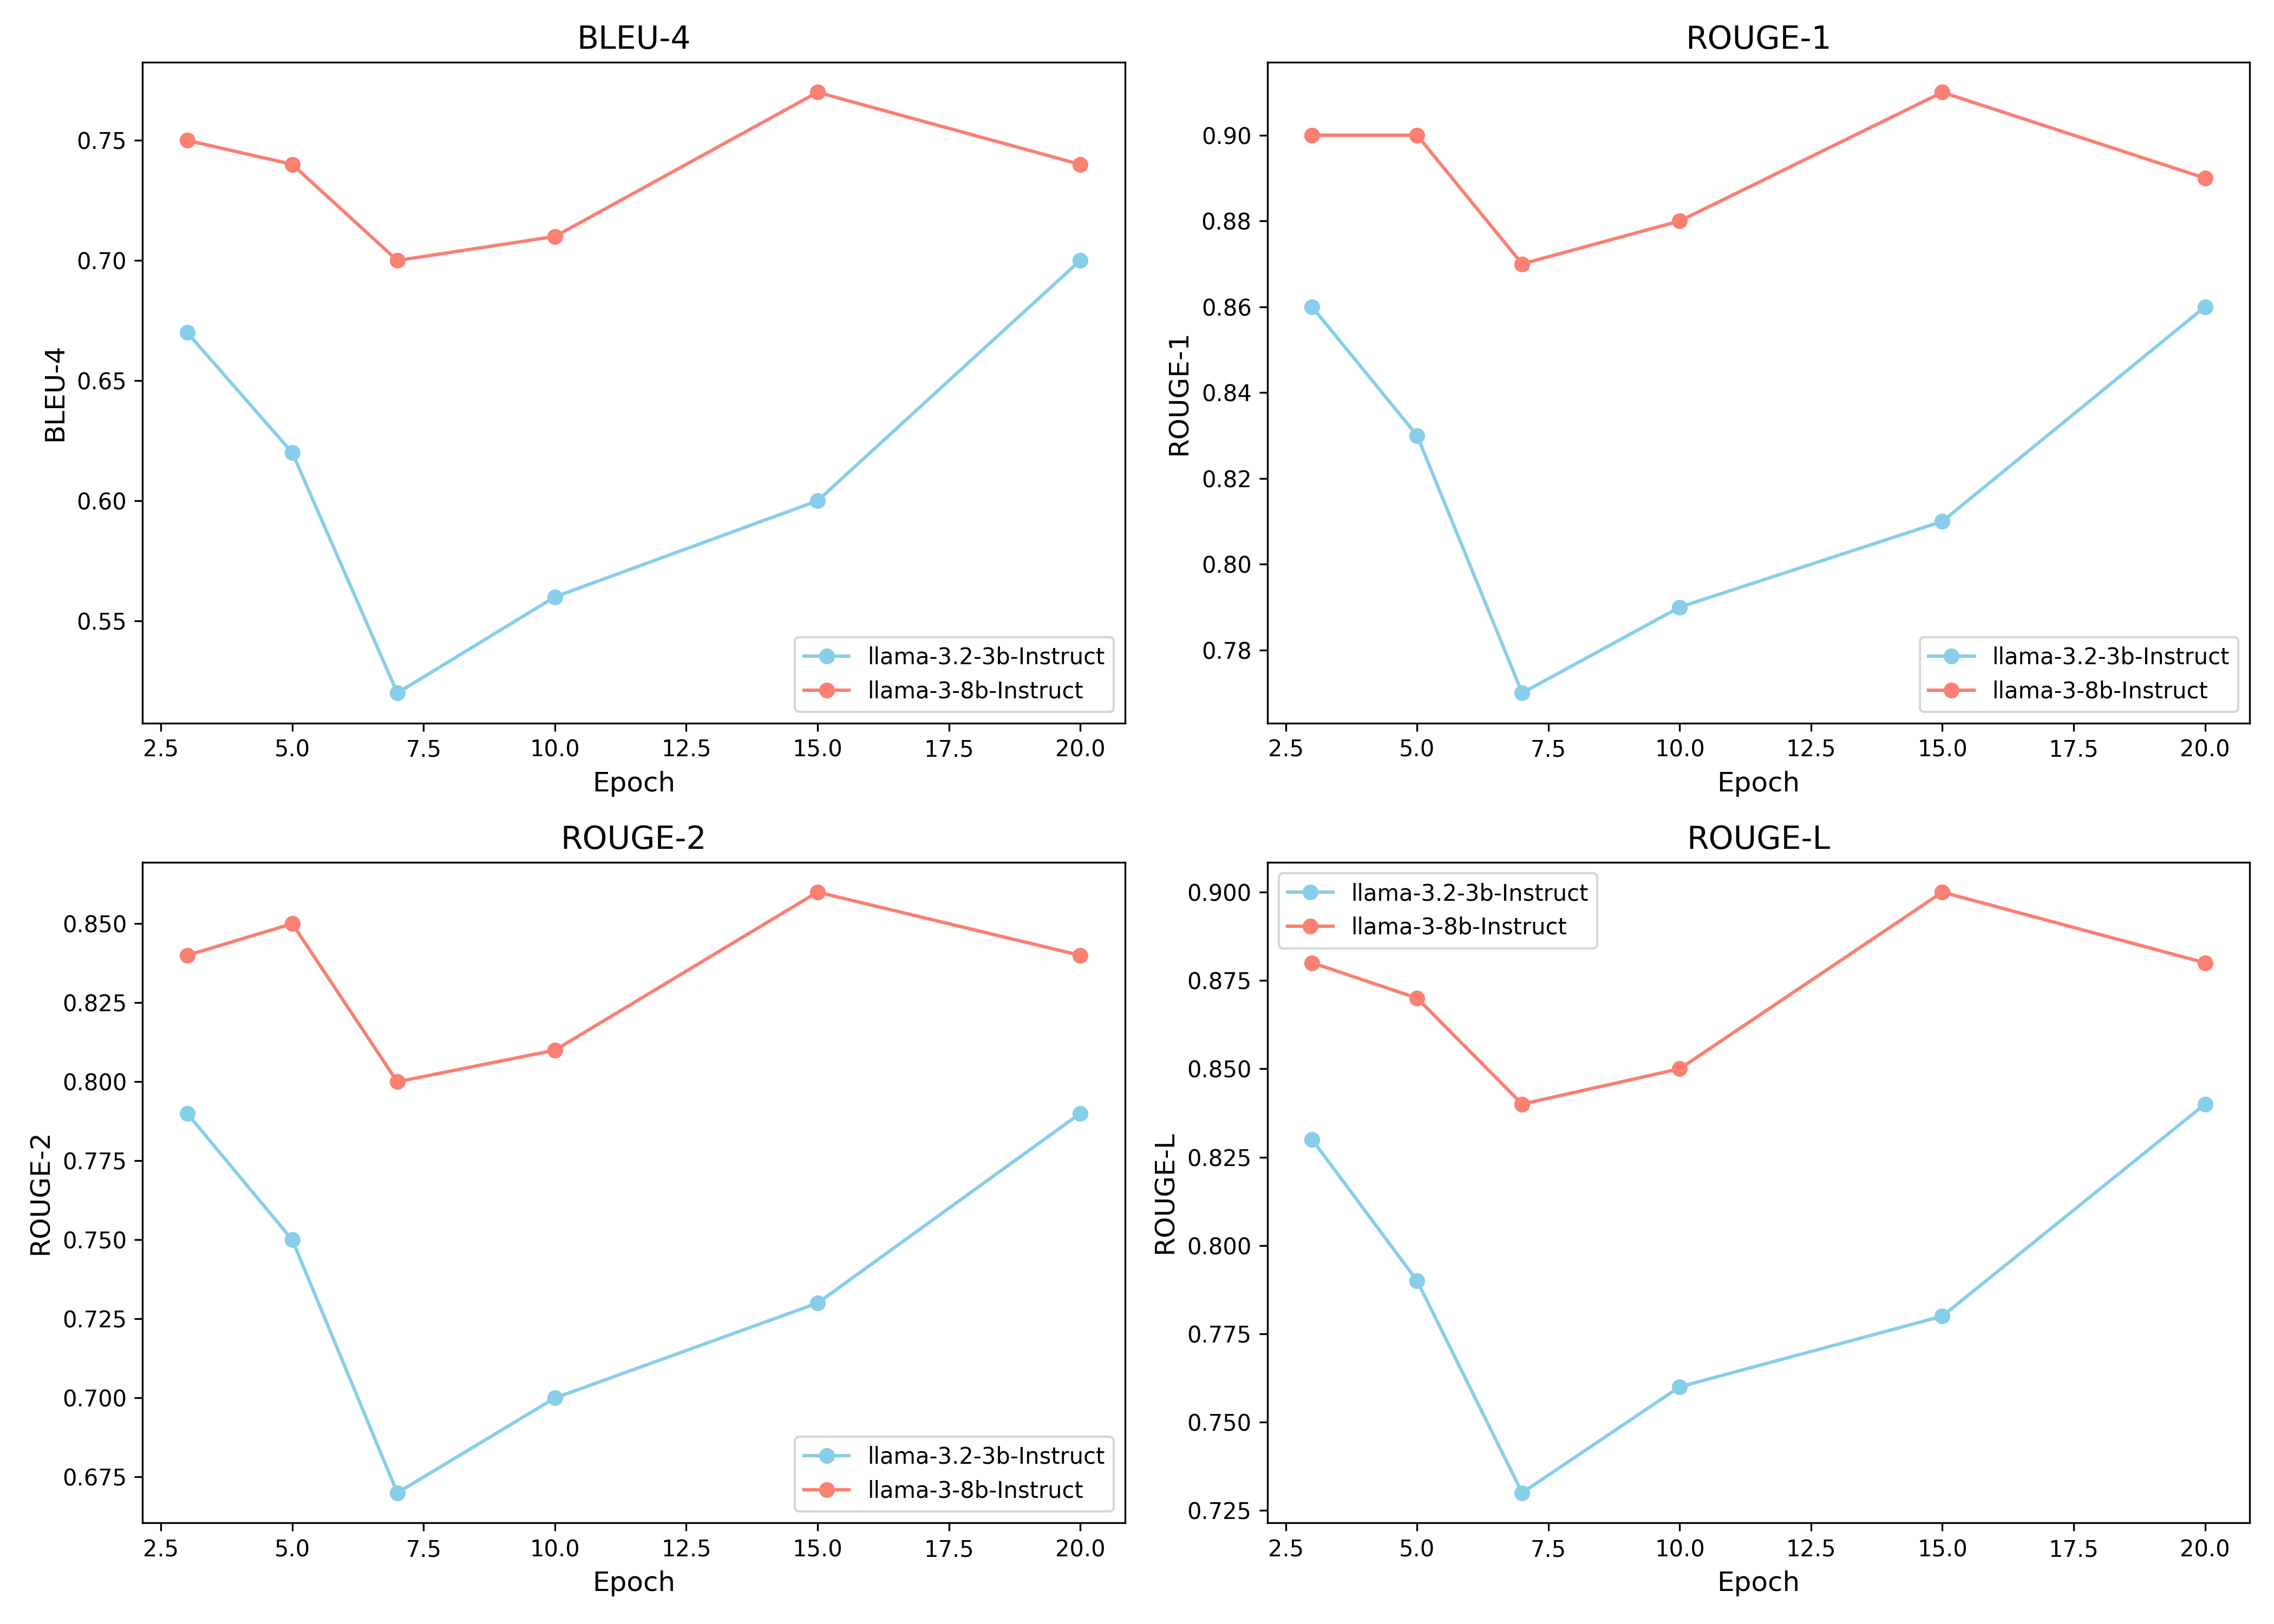 BLEU-4
0.75
0.70
0.65
0.60
0.55
BLEU-4
llama-3.2-3b-Instruct
llama-3-8b-Instruct
2.5 5.0 7.5 10.0 12.5 15.0 17.5 20.0
Epoch
ROUGE-1
0.90
0.88
0.86
0.84
0.82
0.80
0.78
ROUGE-1
llama-3.2-3b-Instruct
llama-3-8b-Instruct
2.5 5.0 7.5 10.0 12.5 15.0 17.5 20.0
Epoch
ROUGE-2
0.850
0.825
0.800
0.775
0.750
0.725
0.700
0.675
ROUGE-2
llama-3.2-3b-Instruct
llama-3-8b-Instruct
2.5 5.0 7.5 10.0 12.5 15.0 17.5 20.0
Epoch
ROUGE-L
llama-3.2-3b-Instruct
llama-3-8b-Instruct
0.900
0.875
0.850
0.825
0.800
0.775
0.750
0.725
ROUGE-L
2.5 5.0 7.5 10.0 12.5 15.0 17.5 20.0
Epoch